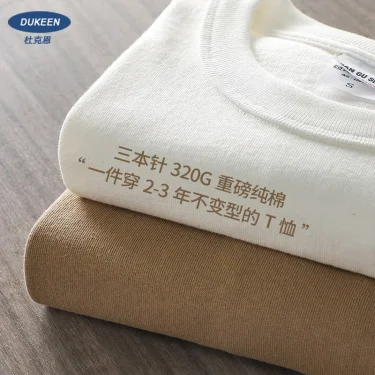 DUKEEN
杜克恩
S
三本针 320G 重磅纯棉
“一件穿 2-3 年不变型的 T 恤”